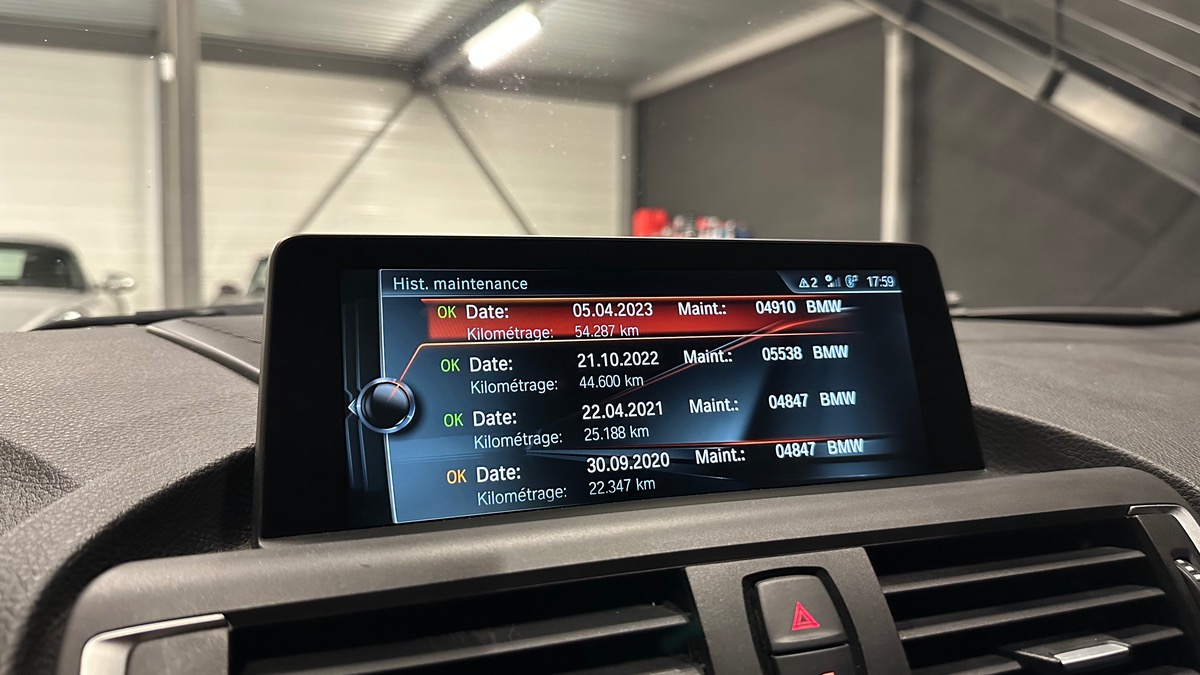 Hist. maintenance 2 17:59
OK Date: 05.04.2023 Maint.: 04910 BMW
Kilométrage: 54.287 km
OK Date: 21.10.2022 Maint.: 05538 BMW
Kilométrage: 44.600 km
OK Date: 22.04.2021 Maint.: 04847 BMW
Kilométrage: 25.188 km
OK Date: 30.09.2020 Maint.: 04847 BMW
Kilométrage: 22.347 km